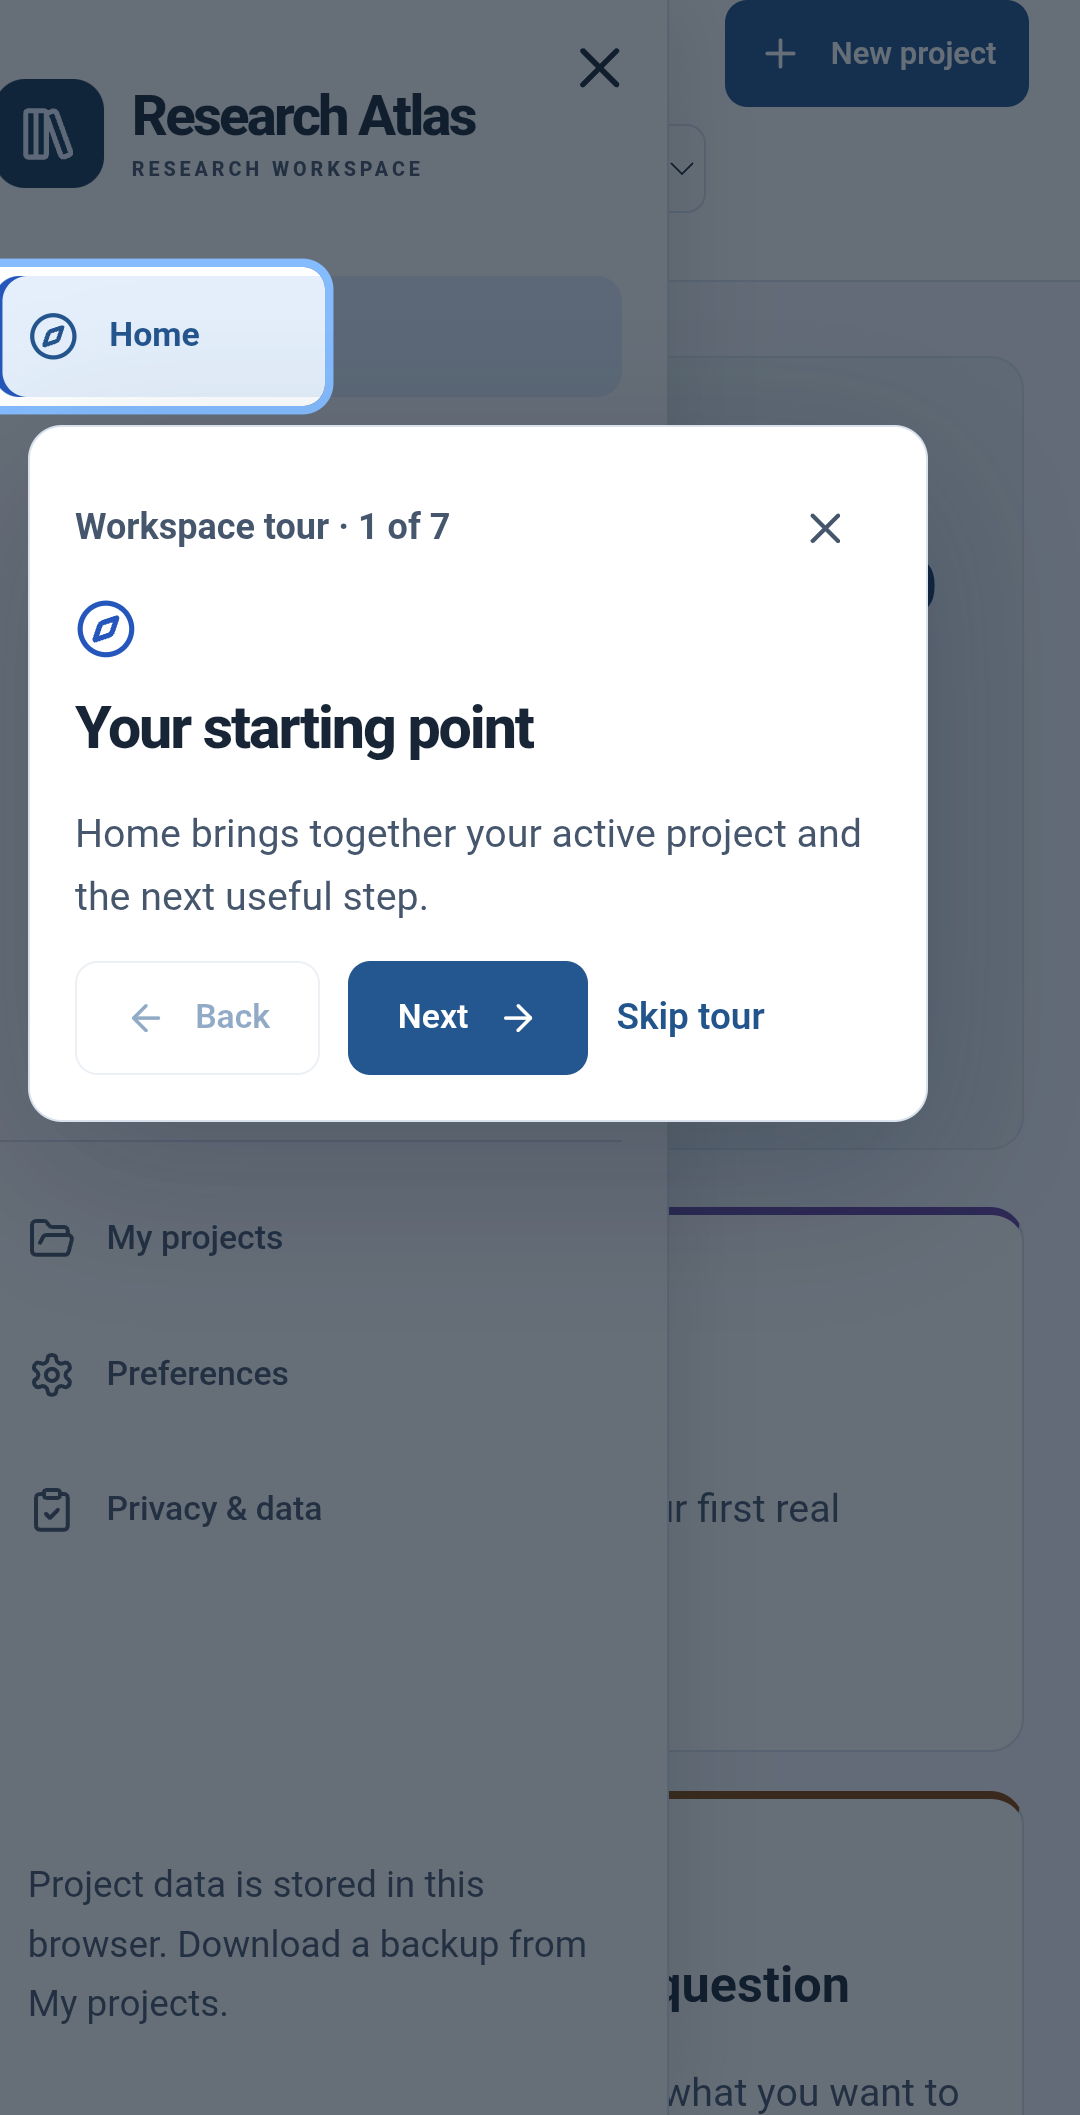 New project
Research Atlas
RESEARCH WORKSPACE
Home
Workspace tour · 1 of 7
Your starting point
Home brings together your active project and
the next useful step.
Back
Next
Skip tour
My projects
Preferences
Privacy & data
first real
Project data is stored in this
browser. Download a backup from
My projects.
question
what you want to